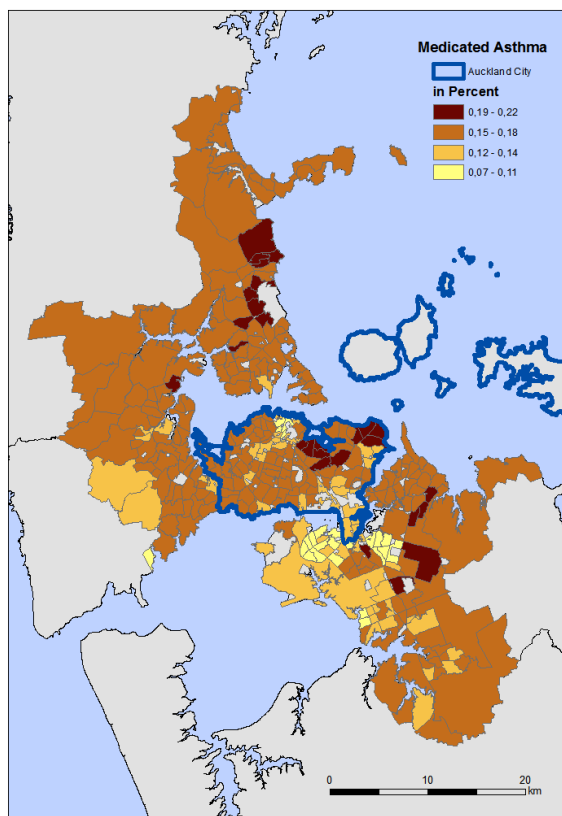 Medicated Asthma
Auckland City
in Percent
0,19 - 0,22
0,15 - 0,18
0,12 - 0,14
0,07 - 0,11
0 10 20
km